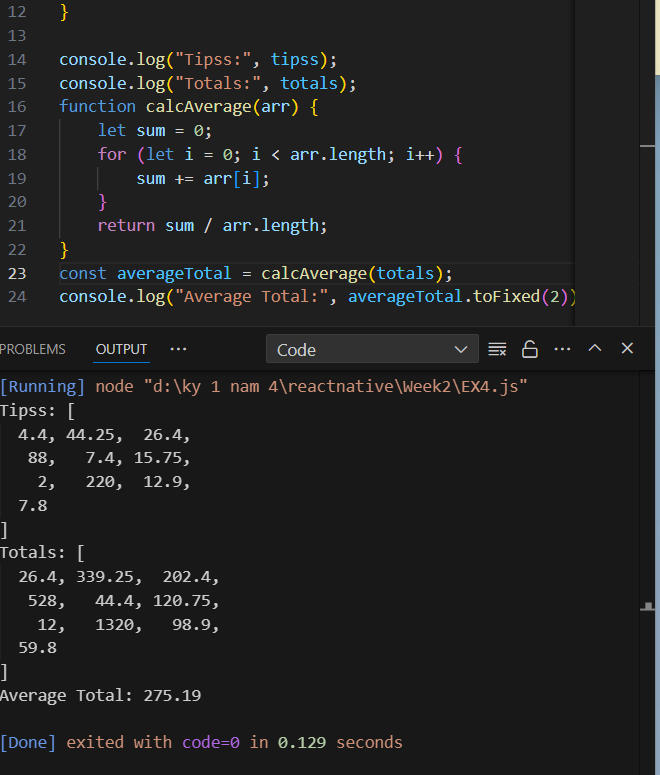 12 }
13
14 console.log("Tipss:", tipss);
15 console.log("Totals:", totals);
16 function calcAverage(arr) {
17     let sum = 0;
18     for (let i = 0; i < arr.length; i++) {
19         sum += arr[i];
20     }
21     return sum / arr.length;
22 }
23 const averageTotal = calcAverage(totals);
24 console.log("Average Total:", averageTotal.toFixed(2))
PROBLEMS OUTPUT ··· Code ···
[Running] node "d:\ky 1 nam 4\reactnative\Week2\EX4.js"
Tipss: [
  4.4, 44.25,  26.4,
   88,   7.4, 15.75,
    2,   220,  12.9,
  7.8
]
Totals: [
  26.4, 339.25,  202.4,
   528,   44.4, 120.75,
    12,   1320,   98.9,
  59.8
]
Average Total: 275.19
[Done] exited with code=0 in 0.129 seconds